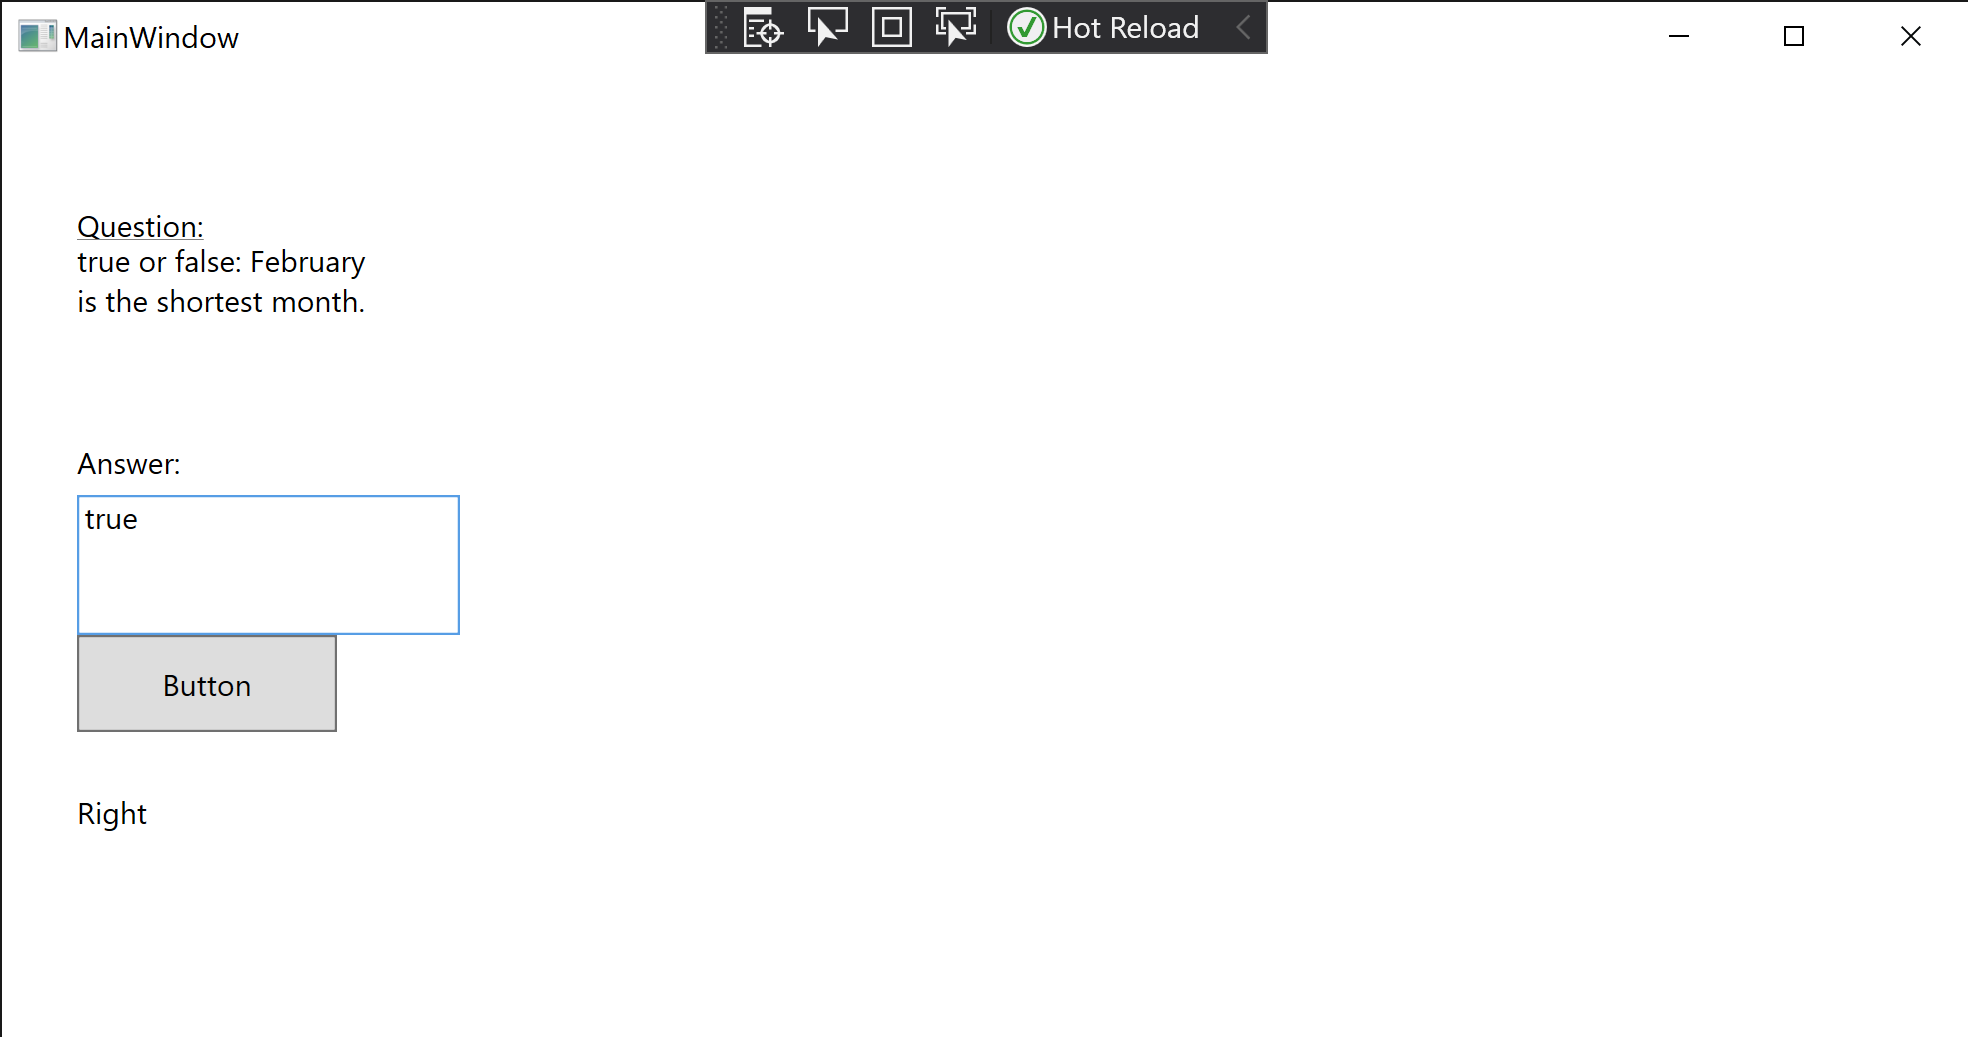 MainWindow
Hot Reload
Question:
true or false: February
is the shortest month.
Answer:
true
Button
Right